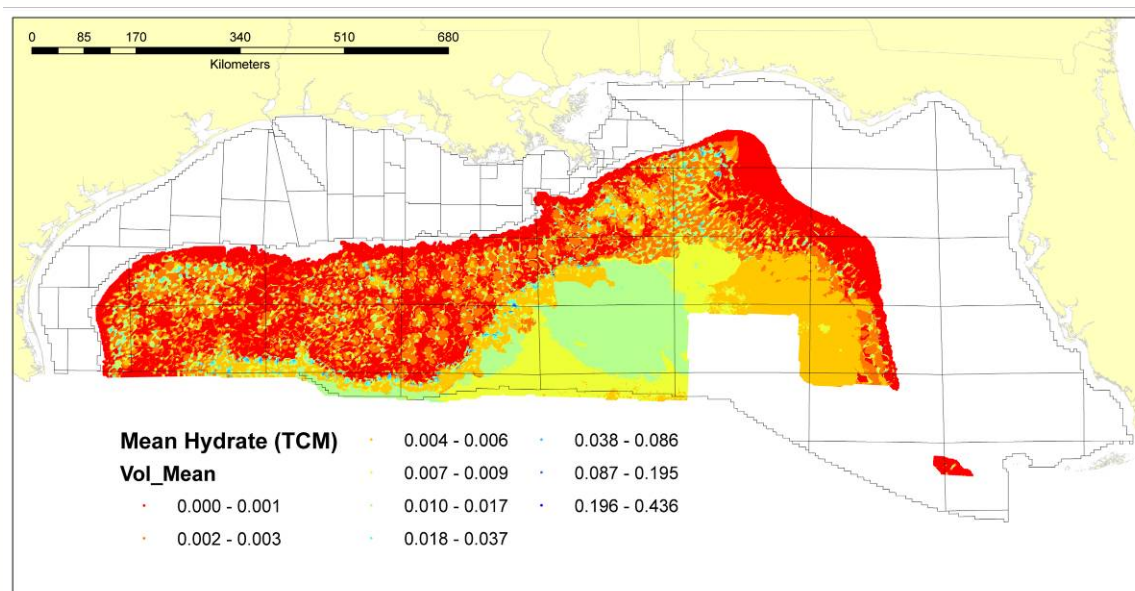 0 85 170 340 510 680
Kilometers
Mean Hydrate (TCM)
Vol_Mean
0.000 - 0.001
0.002 - 0.003
0.004 - 0.006
0.007 - 0.009
0.010 - 0.017
0.018 - 0.037
0.038 - 0.086
0.087 - 0.195
0.196 - 0.436